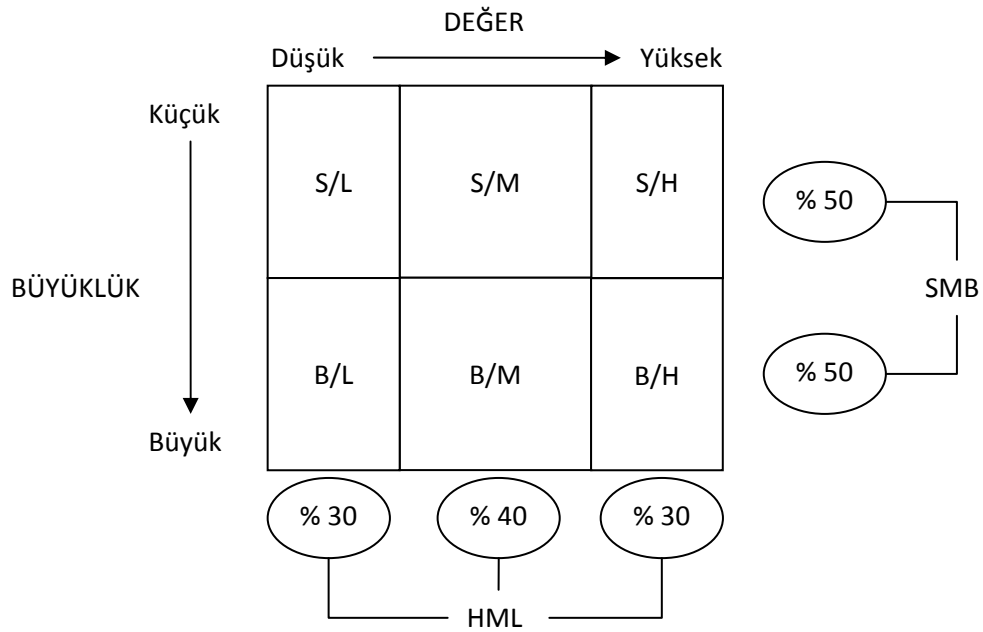 DEĞER
Düşük
Yüksek
Küçük
S/L
S/M
S/H
% 50
BÜYÜKLÜK
SMB
B/L
B/M
B/H
% 50
Büyük
% 30
% 40
% 30
HML